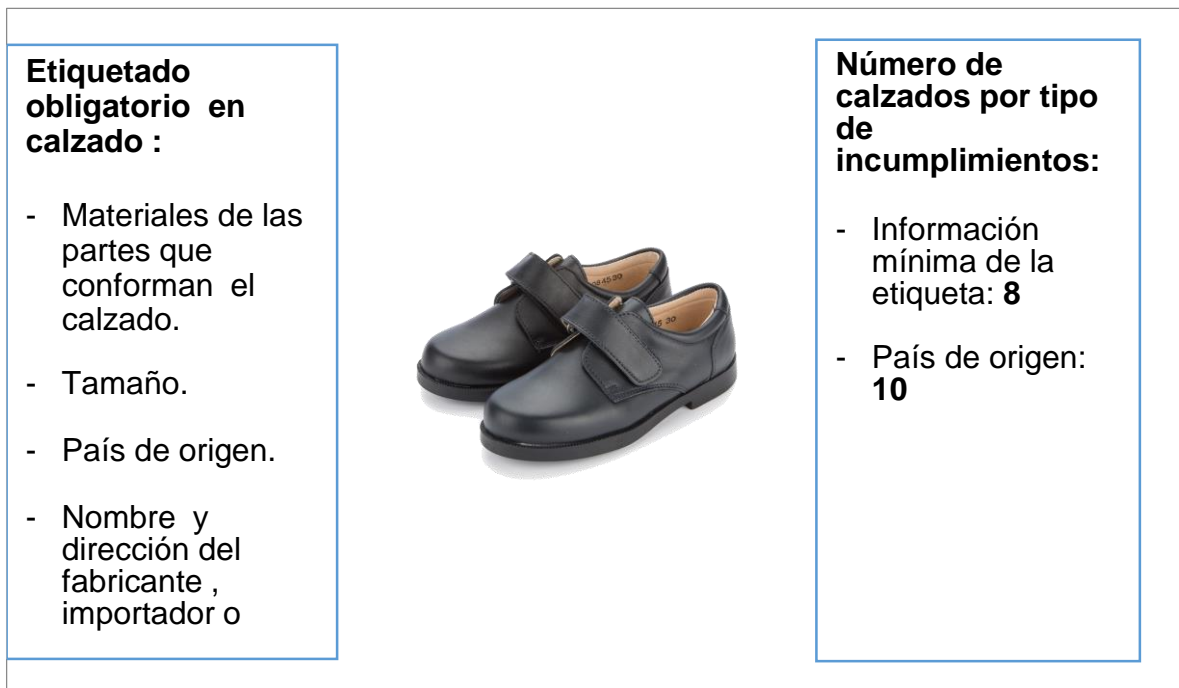 Etiquetado
obligatorio en
calzado :
- Materiales de las
partes que
conforman el
calzado.
- Tamaño.
- País de origen.
- Nombre y
dirección del
fabricante ,
importador o
Número de
calzados por tipo
de
incumplimientos:
- Información
mínima de la
etiqueta: 8
- País de origen:
10